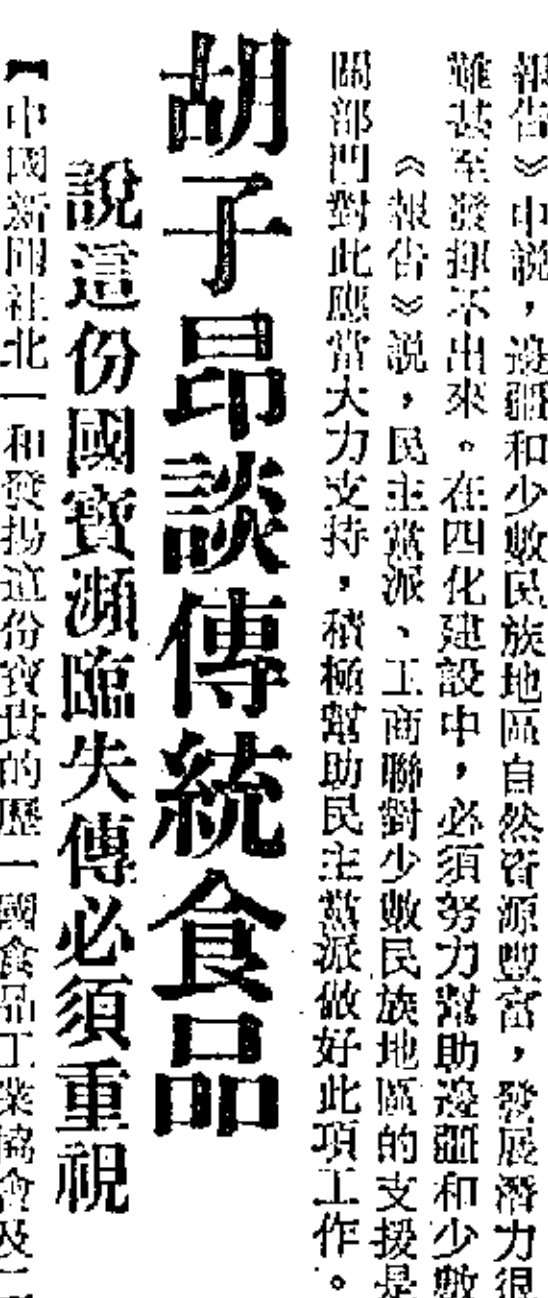 報告》中說，邊疆和少數民族地區自然資源豐富，發展潛力很
難甚至發揮不出來。在四化建設中，必須努力幫助邊疆和少數
《報告》說，民主黨派、工商聯對少數民族地區的支援是
關部門對此應當大力支持，積極幫助民主黨派做好此項工作。
胡子昂談傳統食品
說這份國寶瀕臨失傳必須重視
【中國新聞社北
和發揚這份寶貴的歷
國食品工業協會及